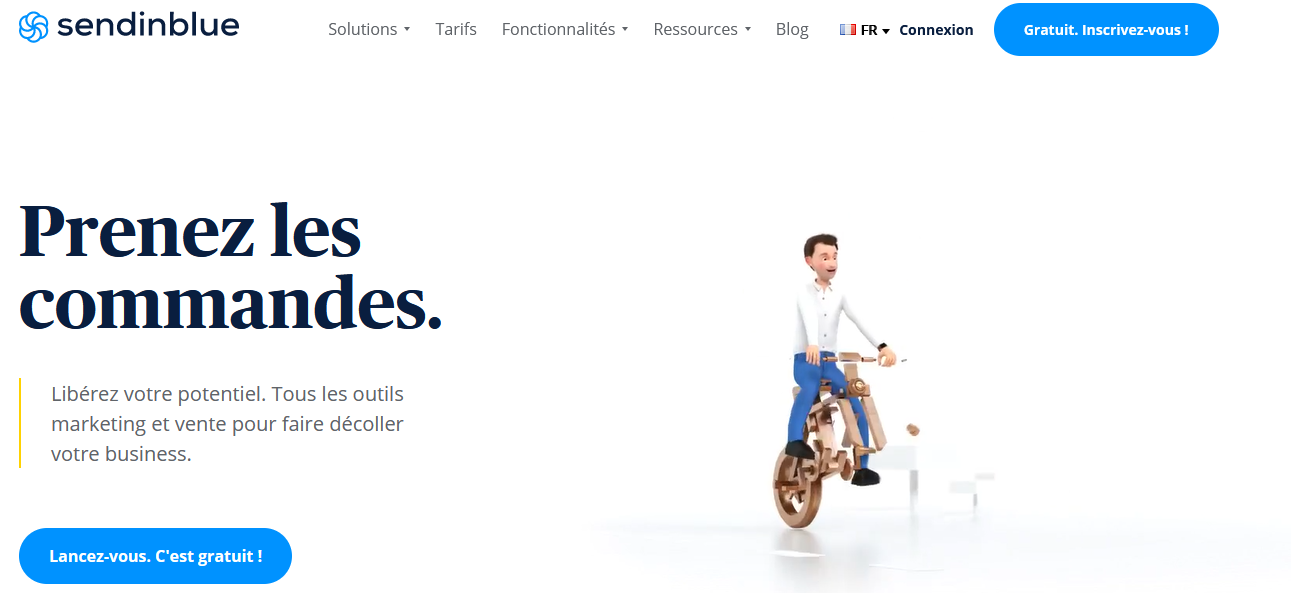 sendinblue
Solutions
Tarifs
Fonctionnalités
Ressources
Blog
FR
Connexion
Gratuit. Inscrivez-vous !
Prenez les
commandes.
Libérez votre potentiel. Tous les outils
marketing et vente pour faire décoller
votre business.
Lancez-vous. C'est gratuit !